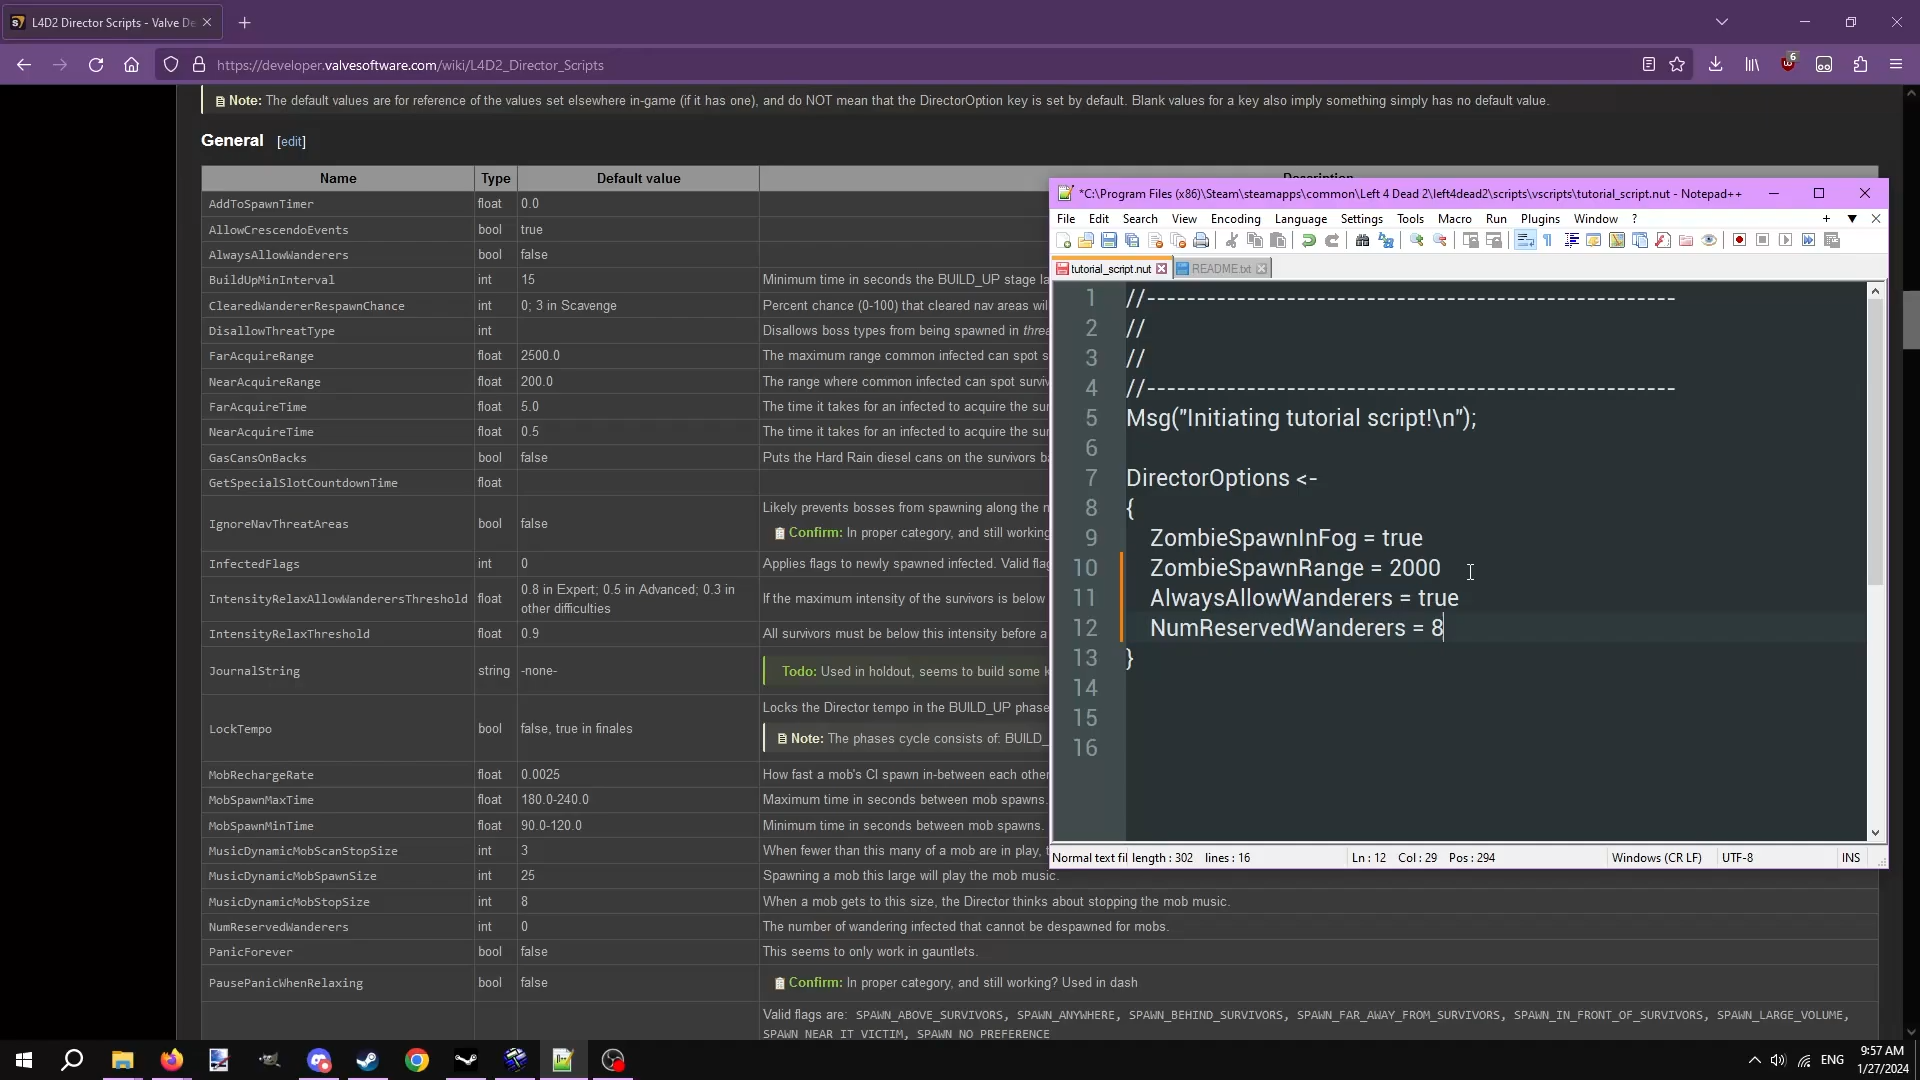 L4D2 Director Scripts - Valve De
https://developer.valvesoftware.com/wiki/L4D2_Director_Scripts
6
Note: The default values are for reference of the values set elsewhere in-game (if it has one), and do NOT mean that the DirectorOption key is set by default. Blank values for a key also imply something simply has no default value.
General [edit]
Name Type Default value Description
AddToSpawnTimer float 0.0
AllowCrescendoEvents bool true
AlwaysAllowWanderers bool false
BuildUpMinInterval int 15 Minimum time in seconds the BUILD_UP stage la
ClearedWandererRespawnChance int 0; 3 in Scavenge Percent chance (0-100) that cleared nav areas wil
DisallowThreatType int Disallows boss types from being spawned in threa
FarAcquireRange float 2500.0 The maximum range common infected can spot s
NearAcquireRange float 200.0 The range where common infected can spot surviv
FarAcquireTime float 5.0 The time it takes for an infected to acquire the sur
NearAcquireTime float 0.5 The time it takes for an infected to acquire the sur
GasCansOnBacks bool false Puts the Hard Rain diesel cans on the survivors ba
GetSpecialSlotCountdownTime float
IgnoreNavThreatAreas bool false Likely prevents bosses from spawning along the n
Confirm: In proper category, and still working
InfectedFlags int 0 Applies flags to newly spawned infected. Valid flag
IntensityRelaxAllowWanderersThreshold float 0.8 in Expert; 0.5 in Advanced; 0.3 in other difficulties If the maximum intensity of the survivors is below
IntensityRelaxThreshold float 0.9 All survivors must be below this intensity before a
JournalString string -none- Todo: Used in holdout, seems to build some k
LockTempo bool false, true in finales Locks the Director tempo in the BUILD_UP phase
Note: The phases cycle consists of: BUILD_
MobRechargeRate float 0.0025 How fast a mob's CI spawn in-between each other
MobSpawnMaxTime float 180.0-240.0 Maximum time in seconds between mob spawns.
MobSpawnMinTime float 90.0-120.0 Minimum time in seconds between mob spawns.
MusicDynamicMobScanStopSize int 3 When fewer than this many of a mob are in play, t
MusicDynamicMobSpawnSize int 25 Spawning a mob this large will play the mob music.
MusicDynamicMobStopSize int 8 When a mob gets to this size, the Director thinks about stopping the mob music.
NumReservedWanderers int 0 The number of wandering infected that cannot be despawned for mobs.
PanicForever bool false This seems to only work in gauntlets.
PausePanicWhenRelaxing bool false Confirm: In proper category, and still working? Used in dash
Valid flags are: SPAWN_ABOVE_SURVIVORS, SPAWN_ANYWHERE, SPAWN_BEHIND_SURVIVORS, SPAWN_FAR_AWAY_FROM_SURVIVORS, SPAWN_IN_FRONT_OF_SURVIVORS, SPAWN_LARGE_VOLUME,
SPAWN_NEAR_IT_VICTIM, SPAWN_NO_PREFERENCE
*C:\Program Files (x86)\Steam\steamapps\common\Left 4 Dead 2\left4dead2\scripts\vscripts\tutorial_script.nut - Notepad++
File Edit Search View Encoding Language Settings Tools Macro Run Plugins Window ?
tutorial_script.nut README.txt
1 //-----------------------------------------------------
2 //
3 //
4 //-----------------------------------------------------
5 Msg("Initiating tutorial script!\n");
6
7 DirectorOptions <-
8 {
9 ZombieSpawnInFog = true
10 ZombieSpawnRange = 2000
11 AlwaysAllowWanderers = true
12 NumReservedWanderers = 8
13 }
14
15
16
Normal text fil length : 302 lines : 16 Ln : 12 Col : 29 Pos : 294 Windows (CR LF) UTF-8 INS
ENG
9:57 AM
1/27/2024